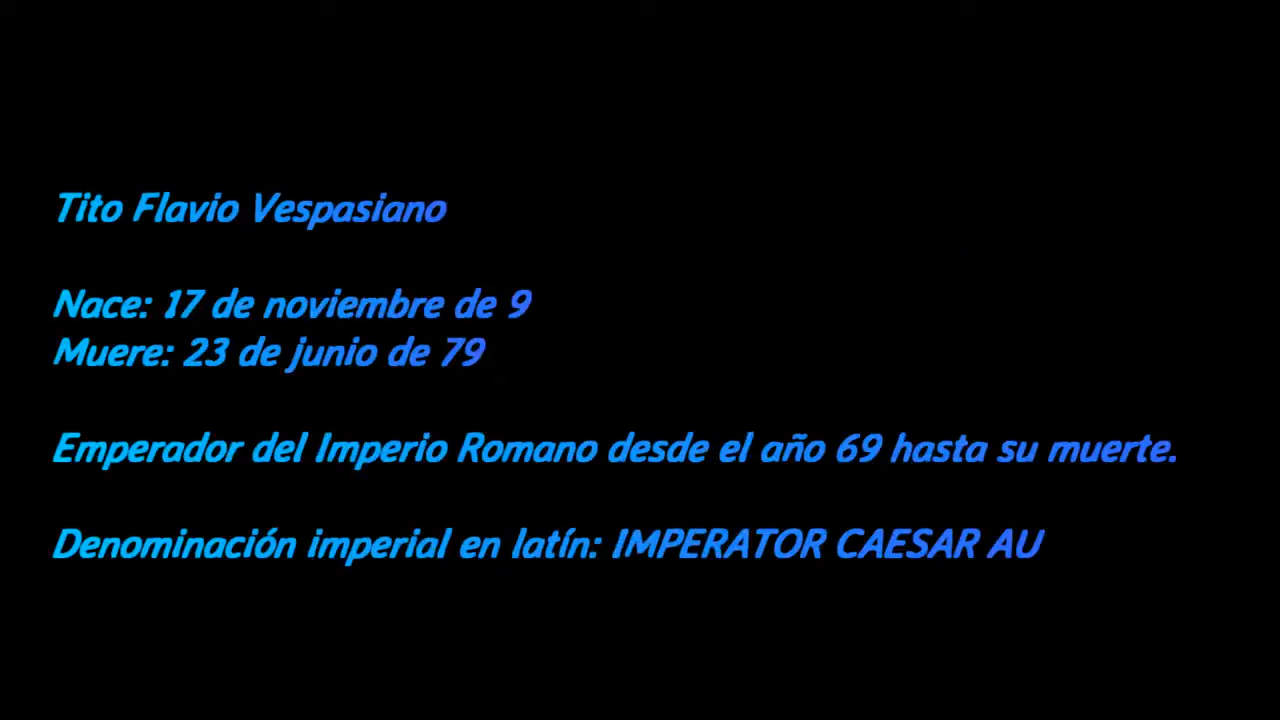 Tito Flavio Vespasiano
Nace: 17 de noviembre de 9
Muere: 23 de junio de 79
Emperador del Imperio Romano desde el año 69 hasta su muerte.
Denominación imperial en latín: IMPERATOR CAESAR AU